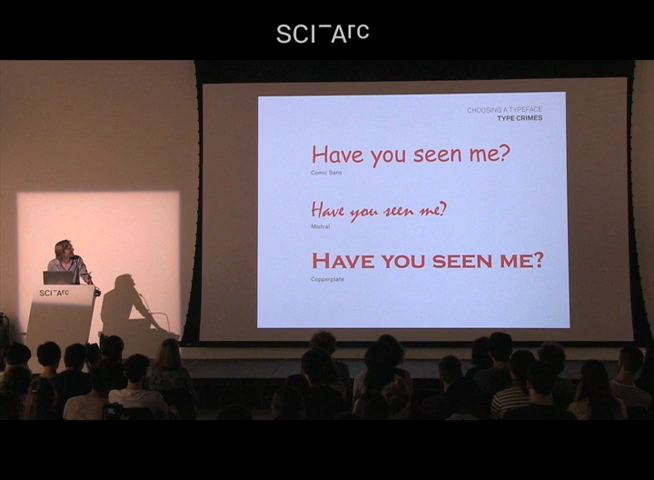 SCI-Arc
CHOOSING A TYPEFACE
TYPE CRIMES
Have you seen me?
Comic Sans
Have you seen me?
Mistral
HAVE YOU SEEN ME?
Copperplate
SCI-Arc